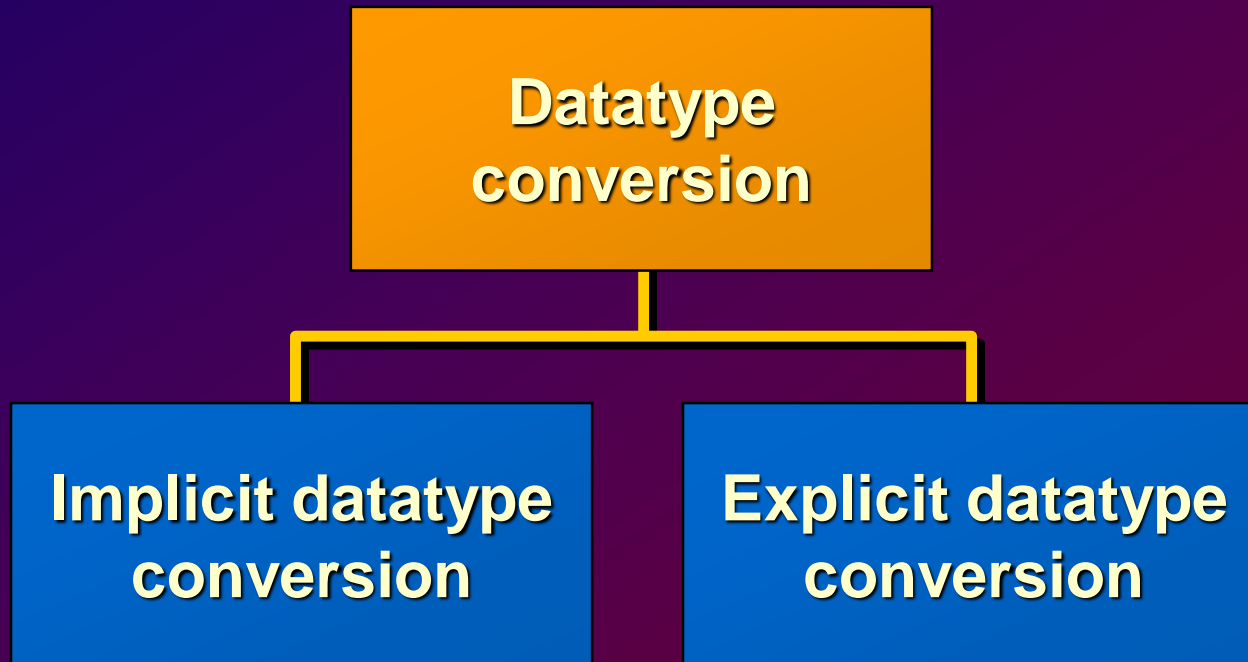 Datatype
conversion
Implicit datatype
conversion
Explicit datatype
conversion